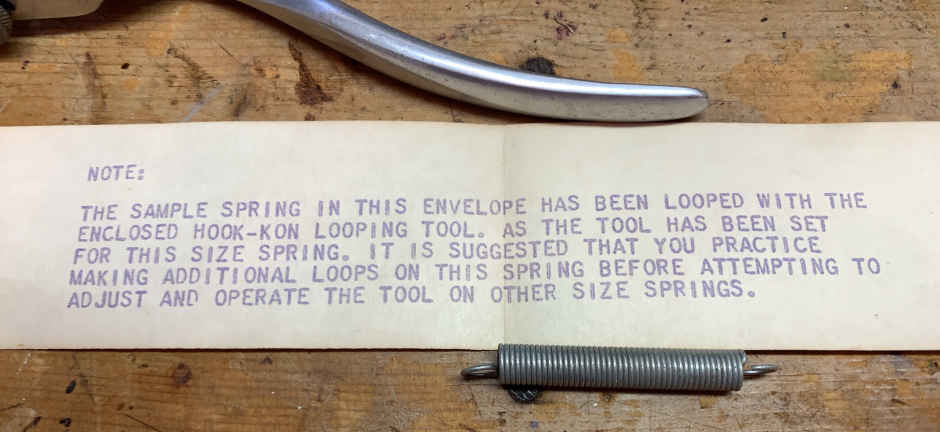 NOTE:
THE SAMPLE SPRING IN THIS ENVELOPE HAS BEEN LOOPED WITH THE
ENCLOSED HOOK-KON LOOPING TOOL. AS THE TOOL HAS BEEN SET
FOR THIS SIZE SPRING. IT IS SUGGESTED THAT YOU PRACTICE
MAKING ADDITIONAL LOOPS ON THIS SPRING BEFORE ATTEMPTING TO
ADJUST AND OPERATE THE TOOL ON OTHER SIZE SPRINGS.